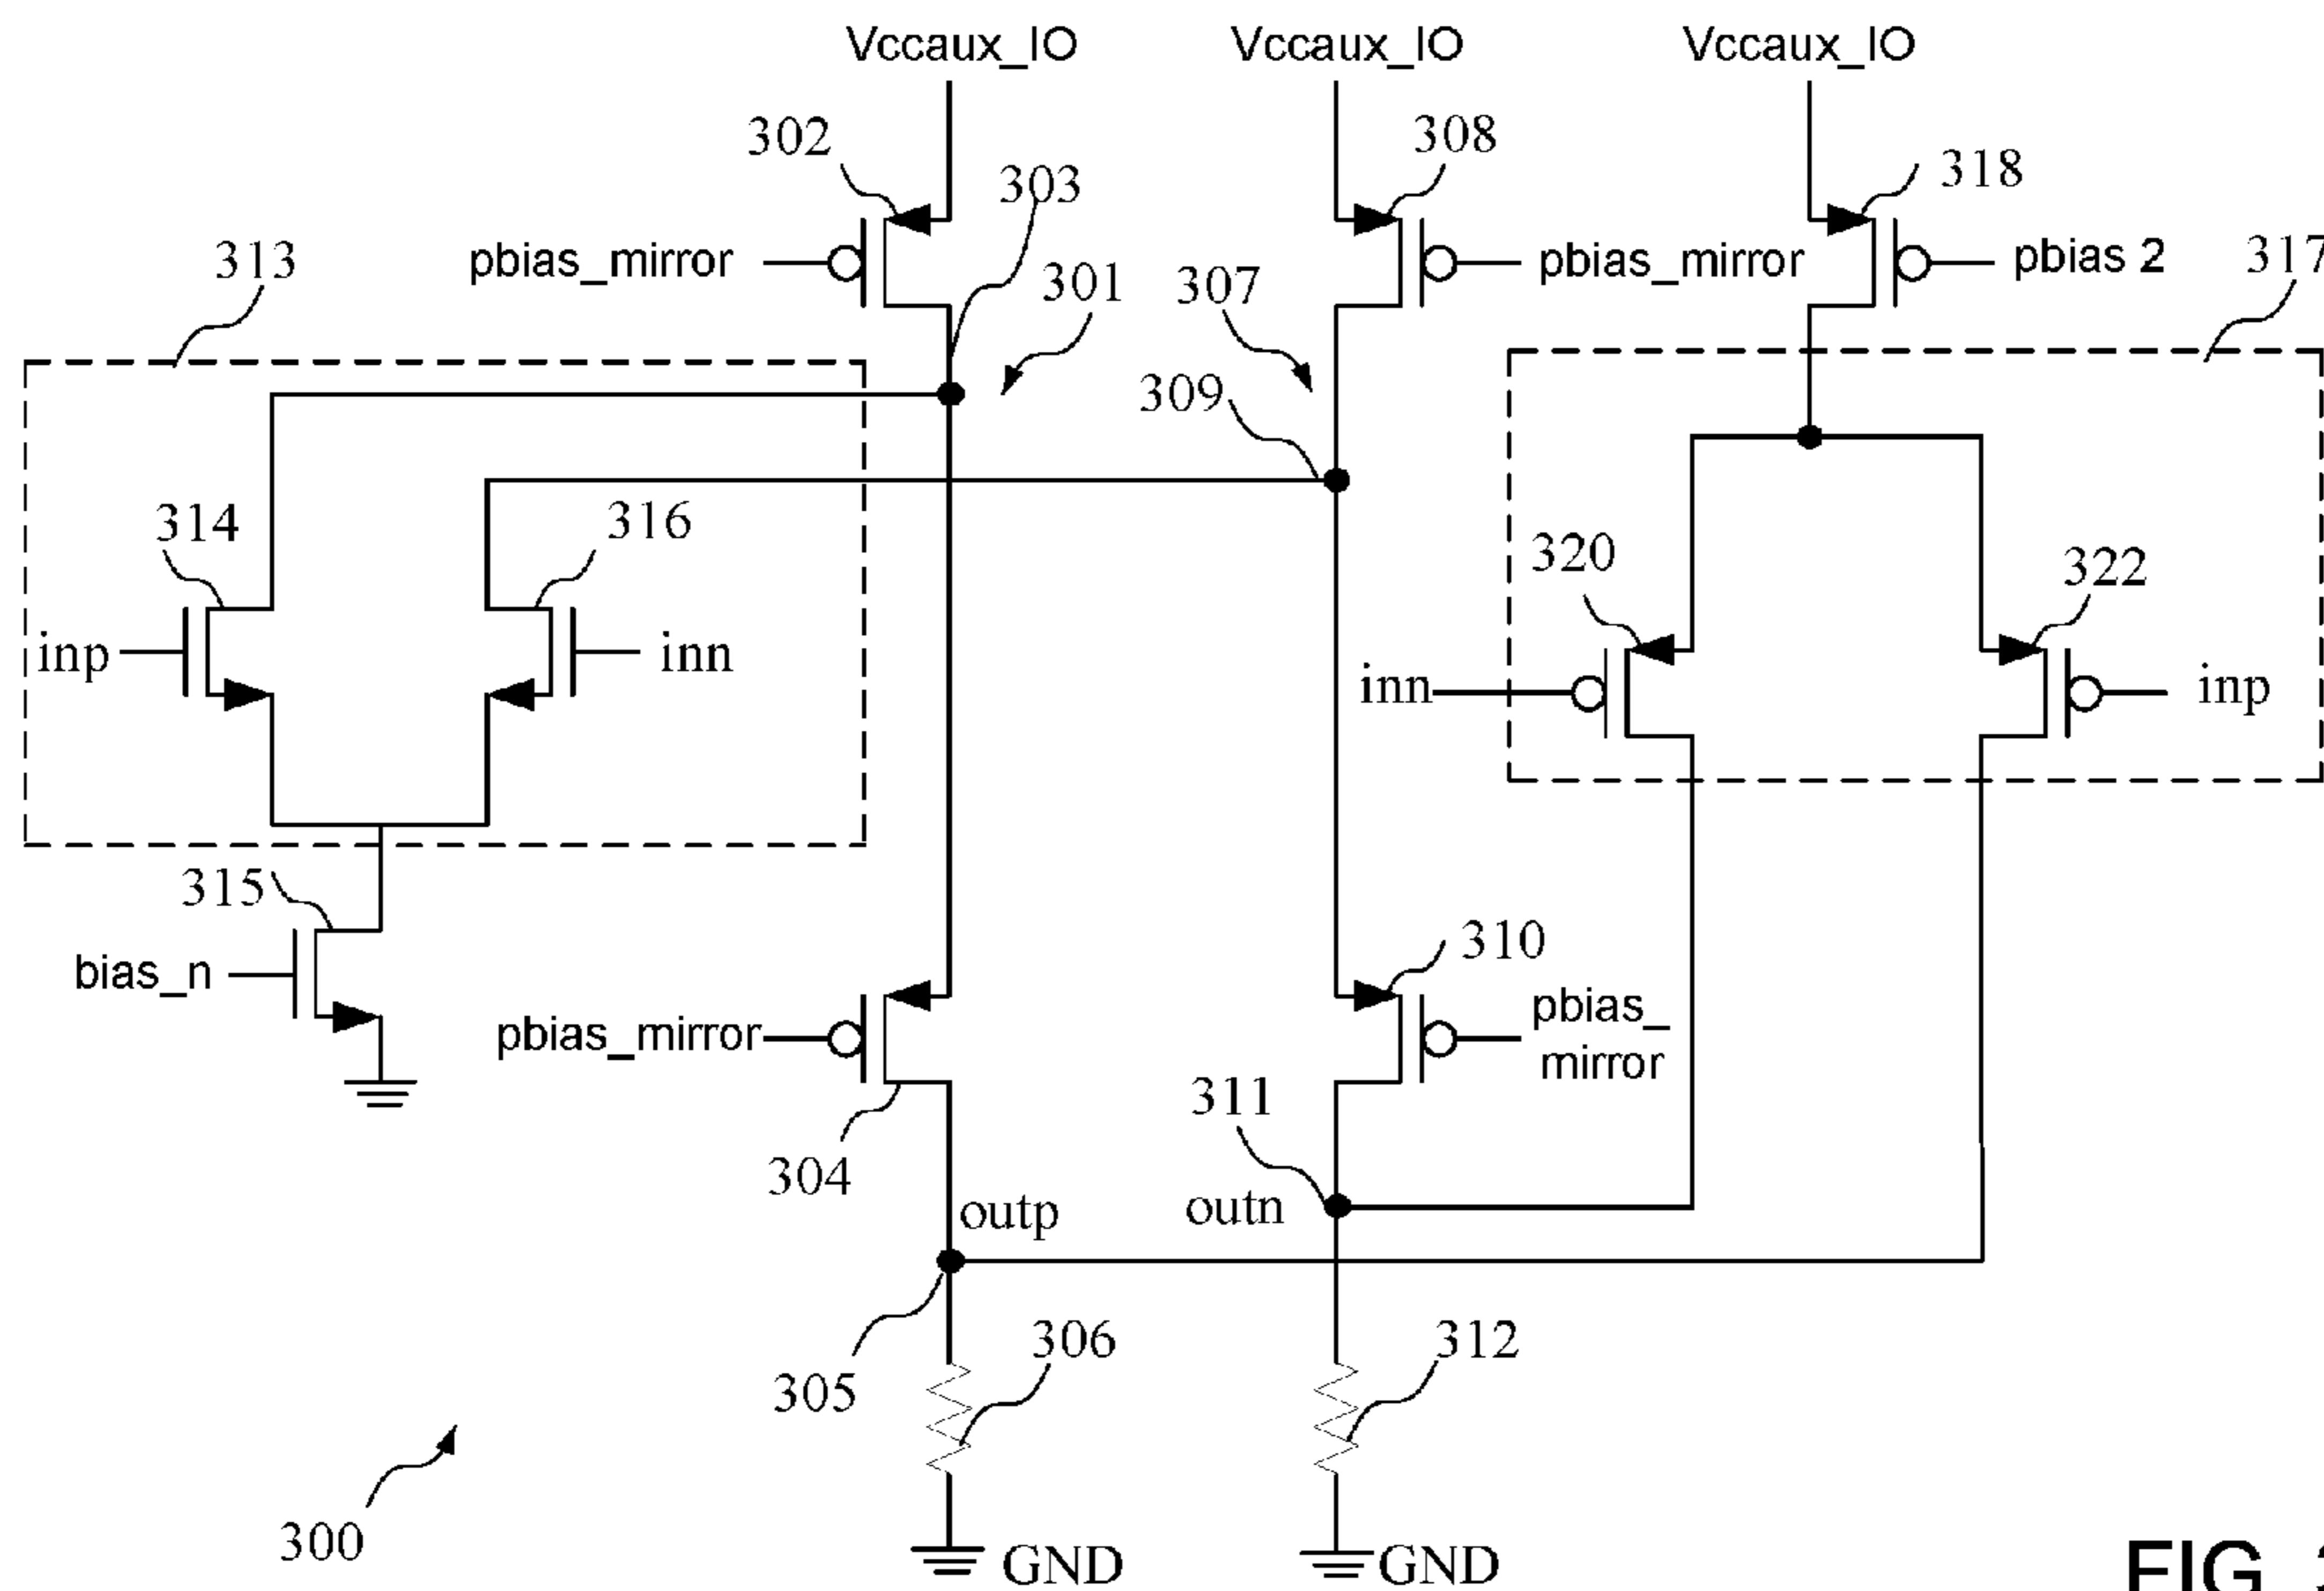 Vccaux_IO Vccaux_IO Vccaux_IO
302 308
303 318
pbias_mirror pbias_mirror pbias 2 317
313 301 307
309
314 316 320 322
inp inn inn inp
315
bias_n 310
pbias_mirror pbias_
mirror
304 311
outp outn
305 306 312
300
GND GND
FIG.